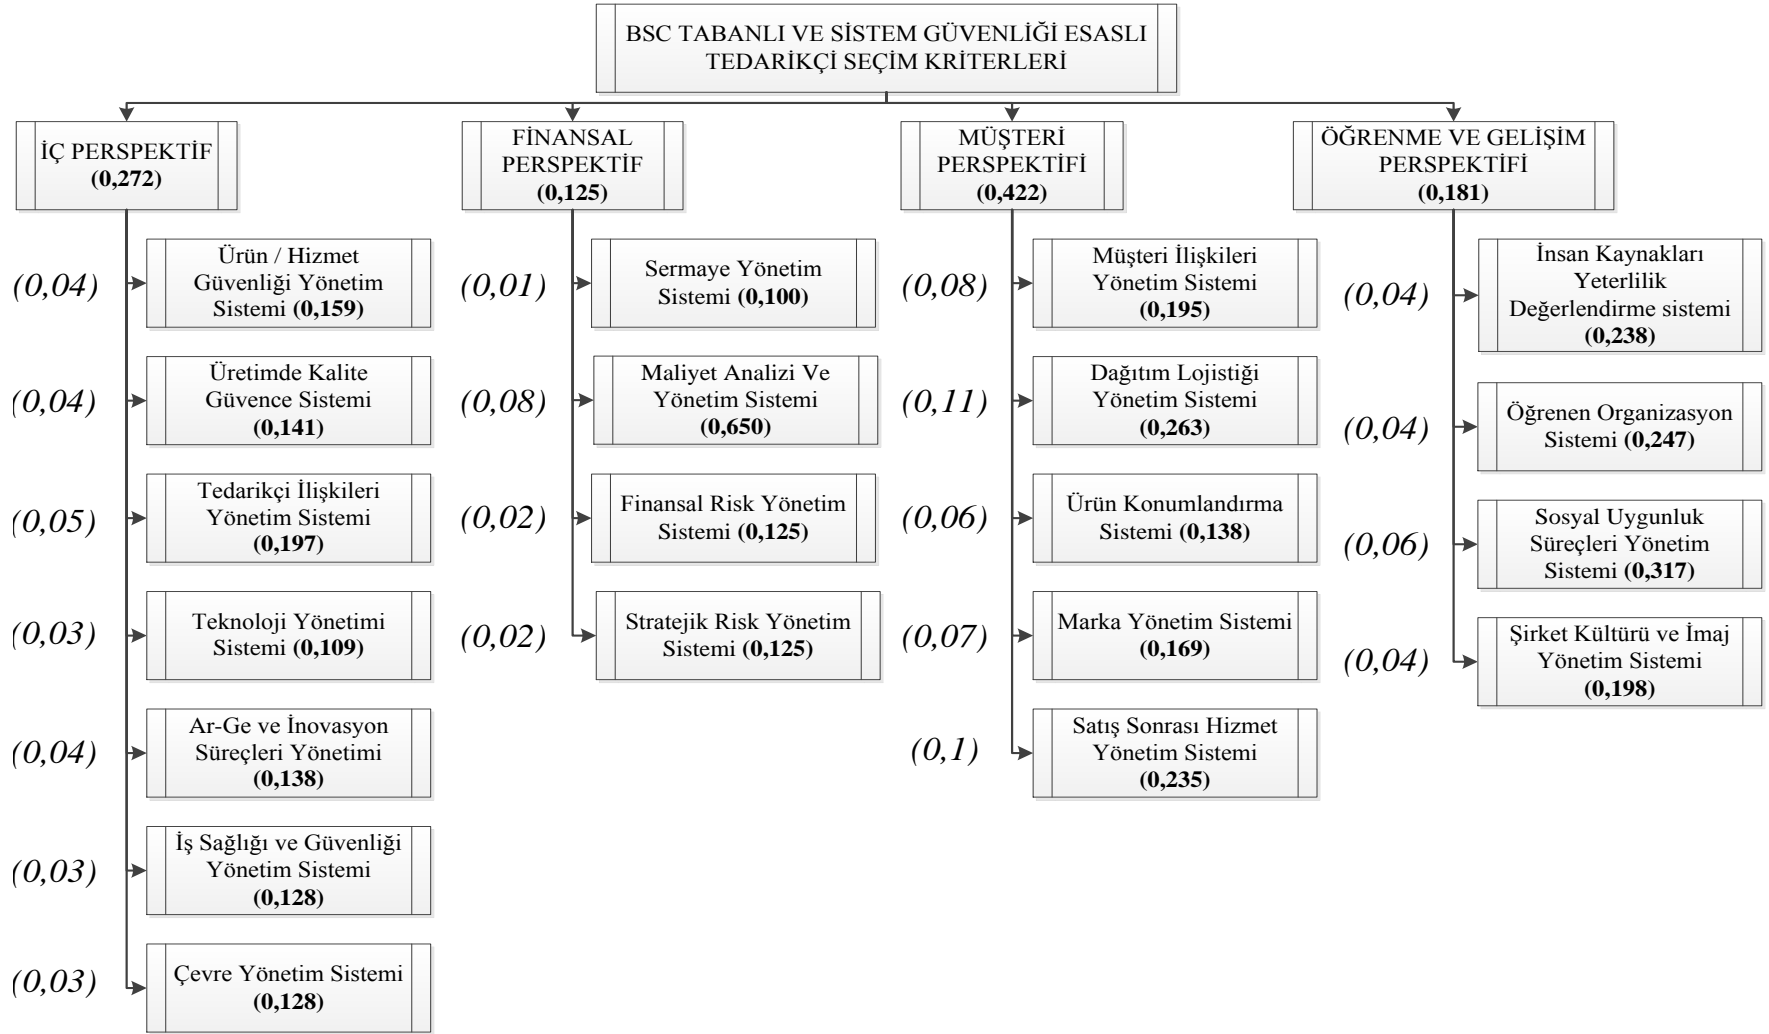 BSC TABANLI VE SİSTEM GÜVENLİĞİ ESASLI
TEDARİKÇİ SEÇİM KRİTERLERİ
İÇ PERSPEKTİF
(0,272)
(0,04)
Ürün / Hizmet
Güvenliği Yönetim
Sistemi (0,159)
(0,04)
Üretimde Kalite
Güvence Sistemi
(0,141)
(0,05)
Tedarikçi İlişkileri
Yönetim Sistemi
(0,197)
(0,03)
Teknoloji Yönetimi
Sistemi (0,109)
(0,04)
Ar-Ge ve İnovasyon
Süreçleri Yönetimi
(0,138)
(0,03)
İş Sağlığı ve Güvenliği
Yönetim Sistemi
(0,128)
(0,03)
Çevre Yönetim Sistemi
(0,128)
FİNANSAL
PERSPEKTİF
(0,125)
(0,01)
Sermaye Yönetim
Sistemi (0,100)
(0,08)
Maliyet Analizi Ve
Yönetim Sistemi
(0,650)
(0,02)
Finansal Risk Yönetim
Sistemi (0,125)
(0,02)
Stratejik Risk Yönetim
Sistemi (0,125)
MÜŞTERİ
PERSPEKTİFİ
(0,422)
(0,08)
Müşteri İlişkileri
Yönetim Sistemi
(0,195)
(0,11)
Dağıtım Lojistiği
Yönetim Sistemi
(0,263)
(0,06)
Ürün Konumlandırma
Sistemi (0,138)
(0,07)
Marka Yönetim Sistemi
(0,169)
(0,1)
Satış Sonrası Hizmet
Yönetim Sistemi
(0,235)
ÖĞRENME VE GELİŞİM
PERSPEKTİFİ
(0,181)
(0,04)
İnsan Kaynakları
Yeterlilik
Değerlendirme sistemi
(0,238)
(0,04)
Öğrenen Organizasyon
Sistemi (0,247)
(0,06)
Sosyal Uygunluk
Süreçleri Yönetim
Sistemi (0,317)
(0,04)
Şirket Kültürü ve İmaj
Yönetim Sistemi
(0,198)